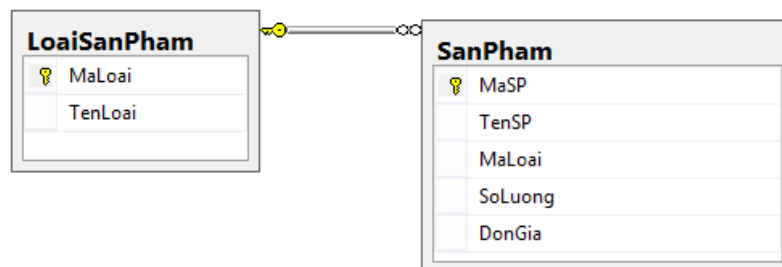 LoaiSanPham
MaLoai
TenLoai
SanPham
MaSP
TenSP
MaLoai
SoLuong
DonGia